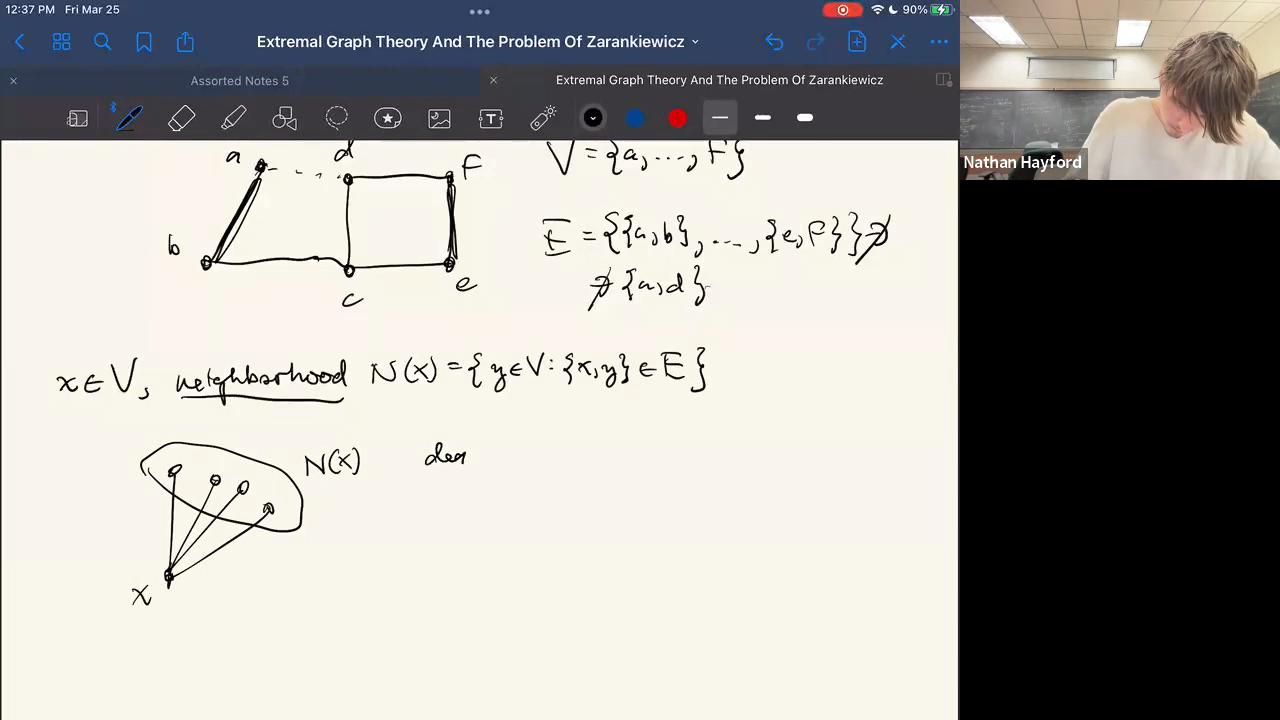 12:37 PM Fri Mar 25
90%
Extremal Graph Theory And The Problem Of Zarankiewicz
Assorted Notes 5
Extremal Graph Theory And The Problem Of Zarankiewicz
Nathan Hayford
a d f
b c e
V = {a, ..., f}
E = {{a,b}, ..., {e,f}} ∌
∌ {a,d}
x ∈ V, neighborhood N(x) = {y ∈ V : {x,y} ∈ E}
N(x)
x